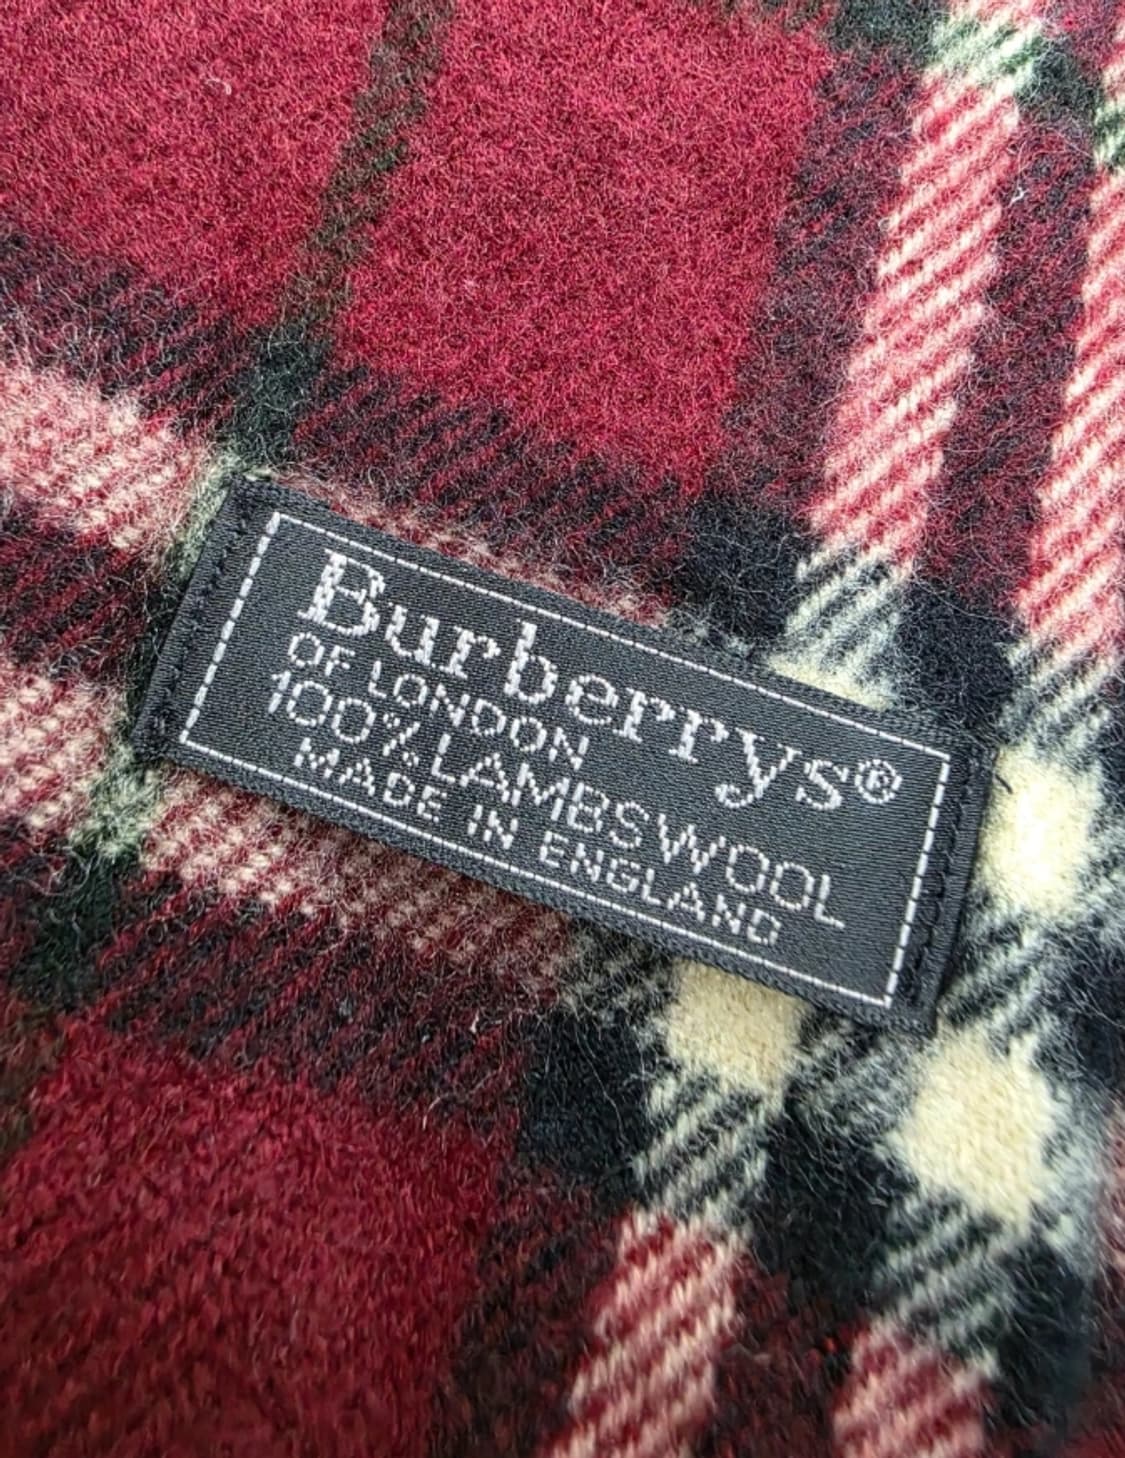 Burberrys®
OF LONDON
100% LAMBSWOOL
MADE IN ENGLAND